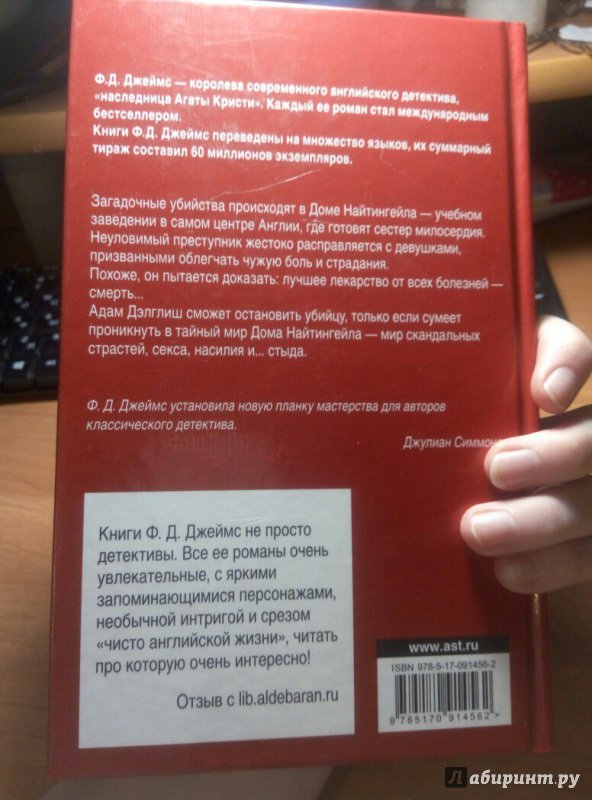 Ф.Д. Джеймс — королева современного английского детектива,
«наследница Агаты Кристи». Каждый ее роман стал международным
бестселлером.
Книги Ф.Д. Джеймс переведены на множество языков, их суммарный
тираж составил 60 миллионов экземпляров.
Загадочные убийства происходят в Доме Найтингейла — учебном
заведении в самом центре Англии, где готовят сестер милосердия.
Неуловимый преступник жестоко расправляется с девушками,
призванными облегчать чужую боль и страдания.
Похоже, он пытается доказать: лучшее лекарство от всех болезней —
смерть...
Адам Дэлглиш сможет остановить убийцу, только если сумеет
проникнуть в тайный мир Дома Найтингейла — мир скандальных
страстей, секса, насилия и... стыда.
Ф. Д. Джеймс установила новую планку мастерства для авторов
классического детектива.
Джулиан
Книги Ф. Д. Джеймс не просто
детективы. Все ее романы очень
увлекательные, с яркими
запоминающимися персонажами,
необычной интригой и срезом
«чисто английской жизни», читать
про которую очень интересно!
Отзыв с lib.aldebaran.ru
www.ast.ru
ISBN 978-5-17-091456-2
9 785170 914562 >
Лабиринт.ру